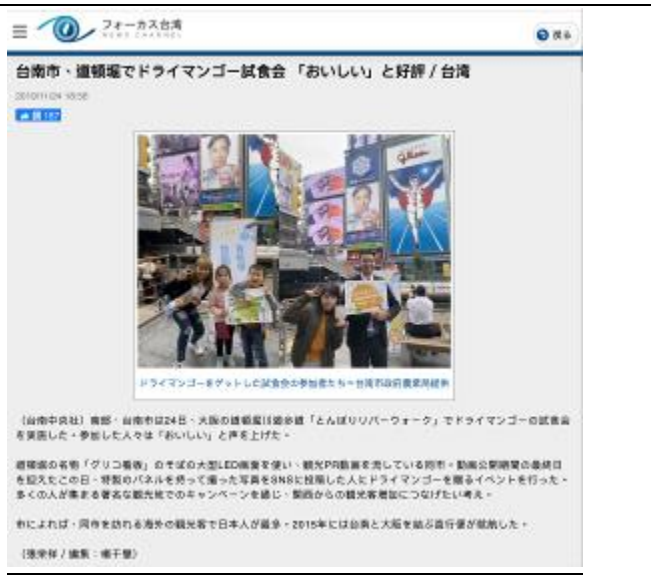 フォーカス台湾
NEWS CHANNEL
戻る
台南市、道頓堀でドライマンゴー試食会 「おいしい」と好評 / 台湾
157
Glico
ドライマンゴーをゲットした試食会の参加者たち＝台南市政府農業局提供
（台南中央社）南部・台南市は24日、大阪の道頓堀川遊歩道「とんぼりリバーウォーク」でドライマンゴーの試食会
を実施した。参加した人々は「おいしい」と声を上げた。
道頓堀の名物「グリコ看板」のそばの大型LED画面を使い、観光PR動画を流している同市。動画公開期間の最終日
を迎えたこの日、特製のパネルを持って撮った写真をSNSに投稿した人にドライマンゴーを贈るイベントを行った。
多くの人が集まる著名な観光地でのキャンペーンを通じ、関西からの観光客増加につなげたい考え。
市によれば、同市を訪れる海外の観光客で日本人が最多。2015年には台南と大阪を結ぶ直行便が就航した。
（張栄祥 / 編集：楊千慧）